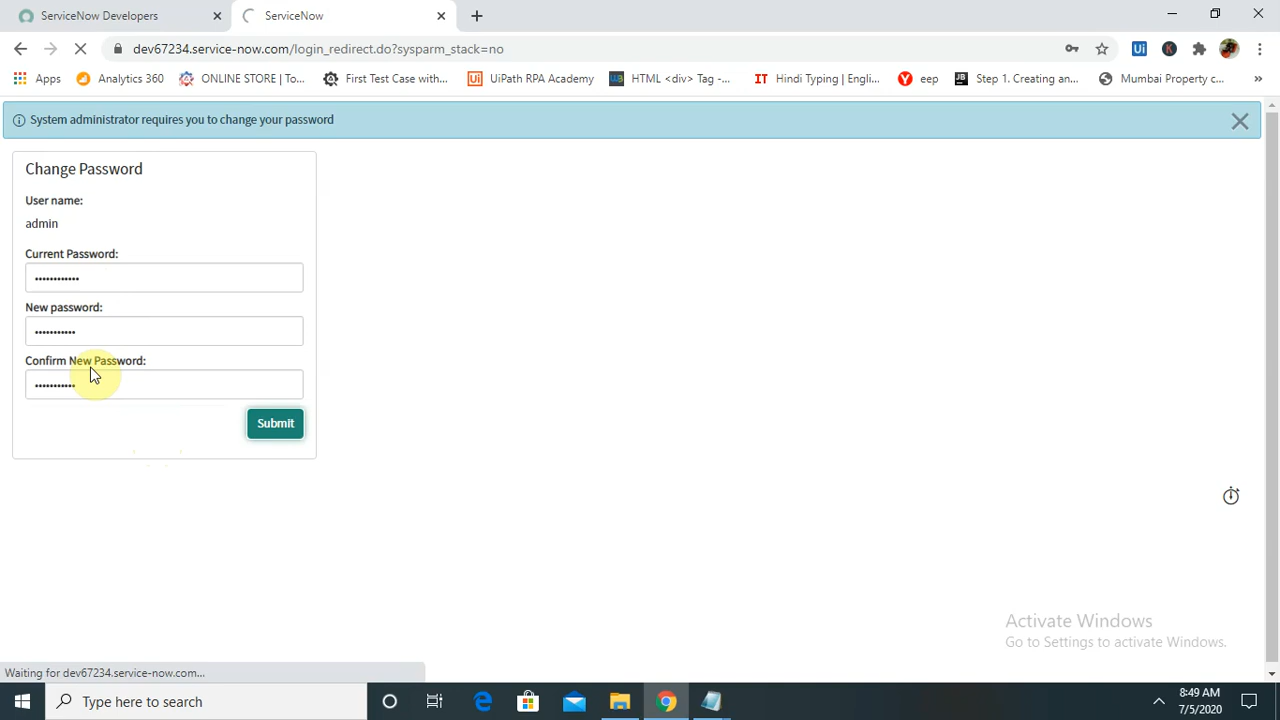 ServiceNow Developers
ServiceNow
dev67234.service-now.com/login_redirect.do?sysparm_stack=no
Ui
K
Apps
Analytics 360
ONLINE STORE | To...
First Test Case with...
UiPath RPA Academy
HTML <div> Tag -...
IT Hindi Typing | Engli...
eep
JB Step 1. Creating an...
Mumbai Property c...
»
System administrator requires you to change your password
Change Password
User name:
admin
Current Password:
••••••••••••
New password:
•••••••••••
Confirm New Password:
•••••••••••
Submit
Activate Windows
Go to Settings to activate Windows.
Waiting for dev67234.service-now.com...
Type here to search
8:49 AM
7/5/2020